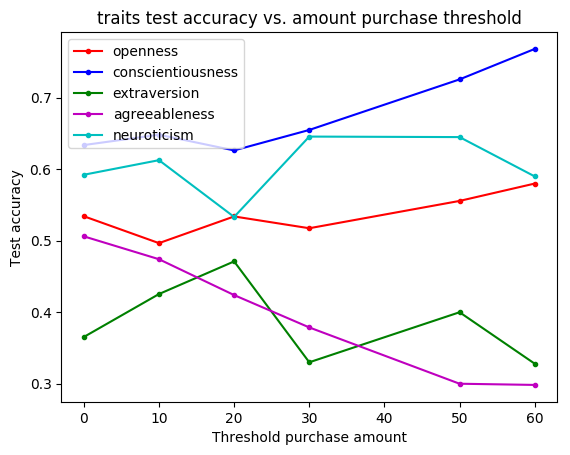 traits test accuracy vs. amount purchase threshold
openness
conscientiousness
extraversion
agreeableness
neuroticism
Test accuracy
0.7
0.6
0.5
0.4
0.3
0
10
20
30
40
50
60
Threshold purchase amount